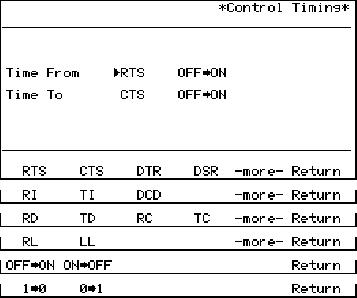 *Control Timing*
Time From ▶RTS OFF➡ON
Time To CTS OFF➡ON
RTS CTS DTR DSR -more- Return
RI TI DCD -more- Return
RD TD RC TC -more- Return
RL LL -more- Return
OFF➡ON ON➡OFF Return
1➡0 0➡1 Return